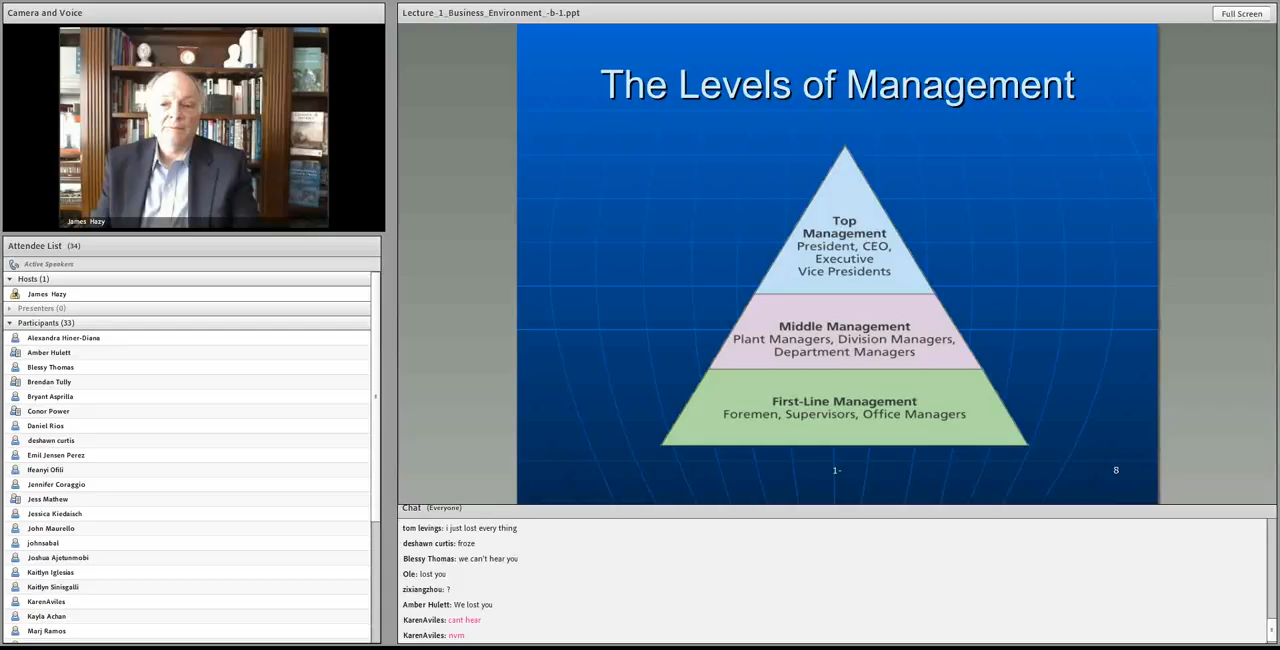 Camera and Voice
James Hazy
Attendee List (34)
Active Speakers
Hosts (1)
James Hazy
Presenters (0)
Participants (33)
Alexandra Hiner-Diana
Amber Hulett
Blessy Thomas
Brendan Tully
Bryant Asprilla
Conor Power
Daniel Rios
deshawn curtis
Emil Jensen Perez
Ifeanyi Ofili
Jennifer Coraggio
Jess Mathew
Jessica Kiedaisch
John Maurello
johnsabal
Joshua Ajetunmobi
Kaitlyn Iglesias
Kaitlyn Sinisgalli
KarenAviles
Kayla Achan
Marj Ramos
Lecture_1_Business_Environment_-b-1.ppt
Full Screen
The Levels of Management
Top
Management
President, CEO,
Executive
Vice Presidents
Middle Management
Plant Managers, Division Managers,
Department Managers
First-Line Management
Foremen, Supervisors, Office Managers
1-
8
Chat (Everyone)
tom levings: i just lost every thing
deshawn curtis: froze
Blessy Thomas: we can't hear you
Ole: lost you
zixiangzhou: ?
Amber Hulett: We lost you
KarenAviles: cant hear
KarenAviles: nvm